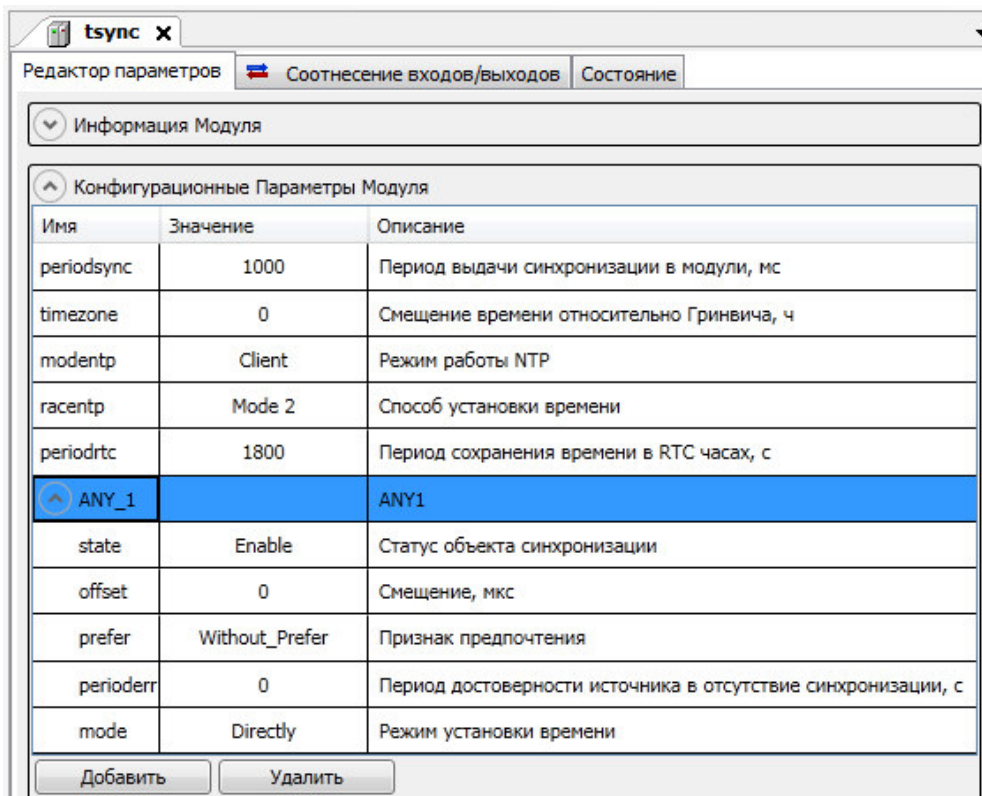 tsync
Редактор параметров Соотнесение входов/выходов Состояние
Информация Модуля
Конфигурационные Параметры Модуля
Имя Значение Описание
periodsync 1000 Период выдачи синхронизации в модули, мс
timezone 0 Смещение времени относительно Гринвича, ч
modentp Client Режим работы NTP
racentp Mode 2 Способ установки времени
periodrtc 1800 Период сохранения времени в RTC часах, с
ANY_1 ANY1
state Enable Статус объекта синхронизации
offset 0 Смещение, мкс
prefer Without_Prefer Признак предпочтения
perioderr 0 Период достоверности источника в отсутствие синхронизации, с
mode Directly Режим установки времени
Добавить Удалить